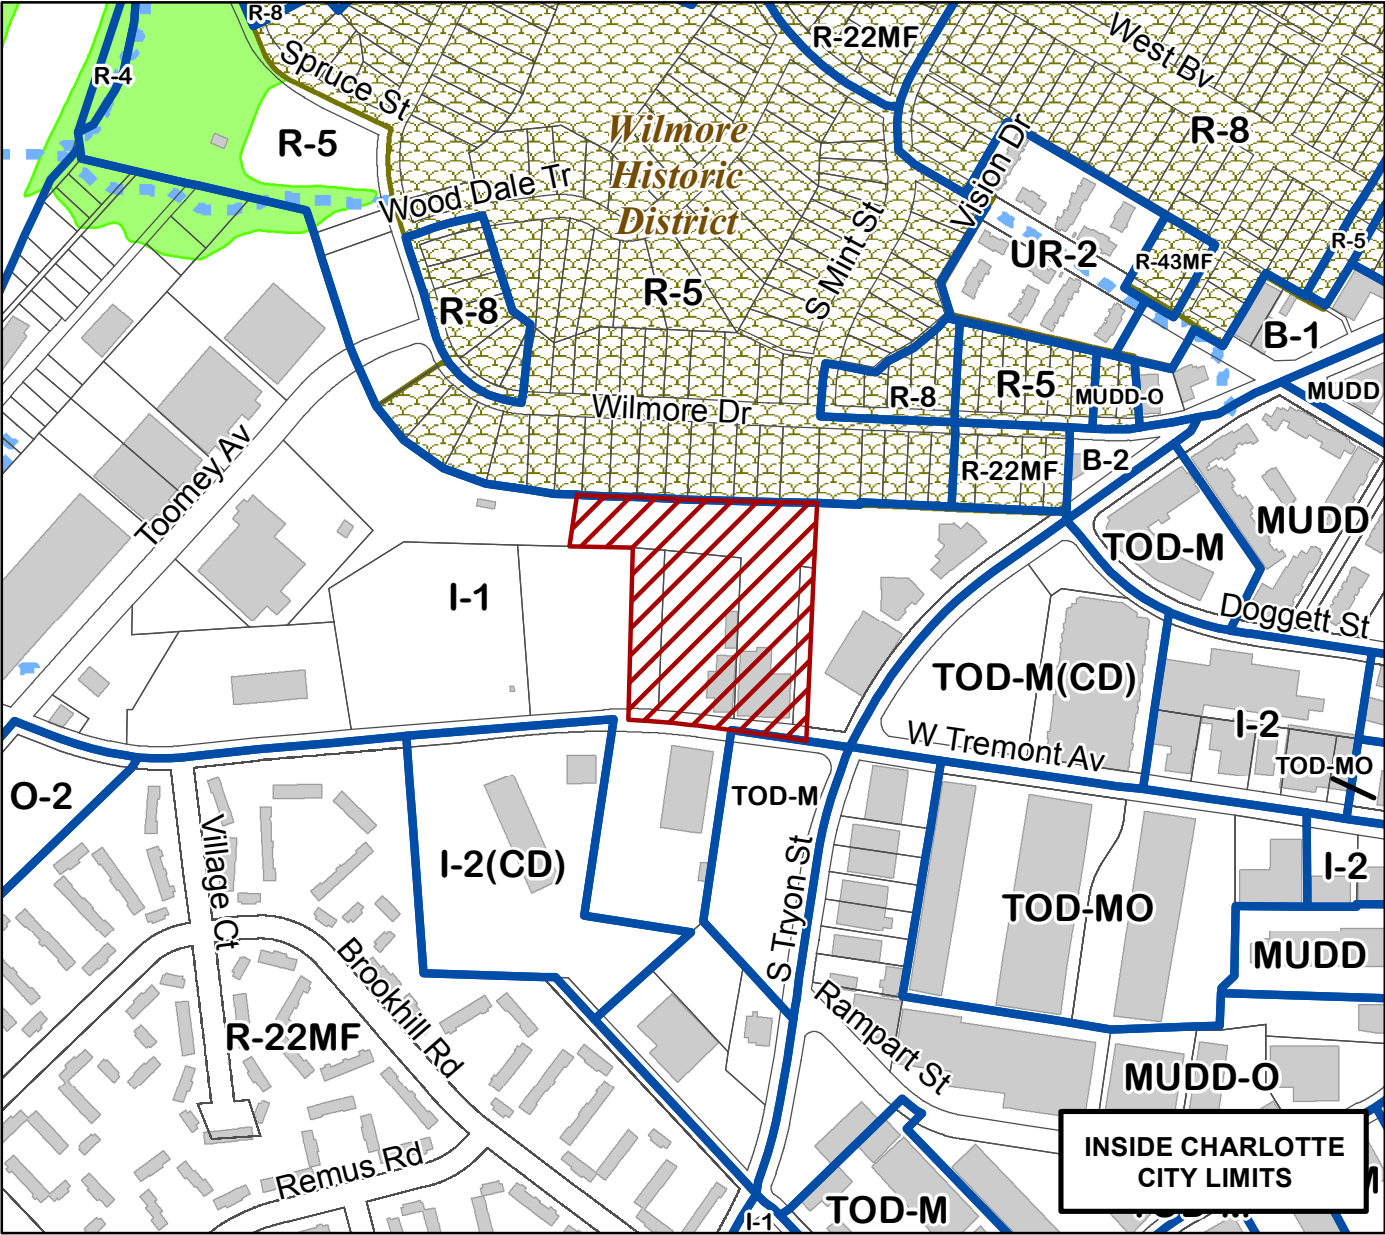 R-8
R-22MF
West Bv
Spruce St
R-4
R-5
Wilmore
Historic
District
Vision Dr
R-8
Wood Dale Tr
S Mint St
UR-2
R-43MF
R-5
R-8
R-5
B-1
R-8
R-5
MUDD-O
MUDD
Wilmore Dr
Toomey Av
R-22MF
B-2
MUDD
TOD-M
I-1
Doggett St
TOD-M(CD)
I-2
W Tremont Av
TOD-MO
O-2
TOD-M
Village Ct
I-2(CD)
S Tryon St
TOD-MO
I-2
MUDD
Brookhill Rd
Rampart St
R-22MF
MUDD-O
Remus Rd
INSIDE CHARLOTTE
CITY LIMITS
TOD-M
I-1